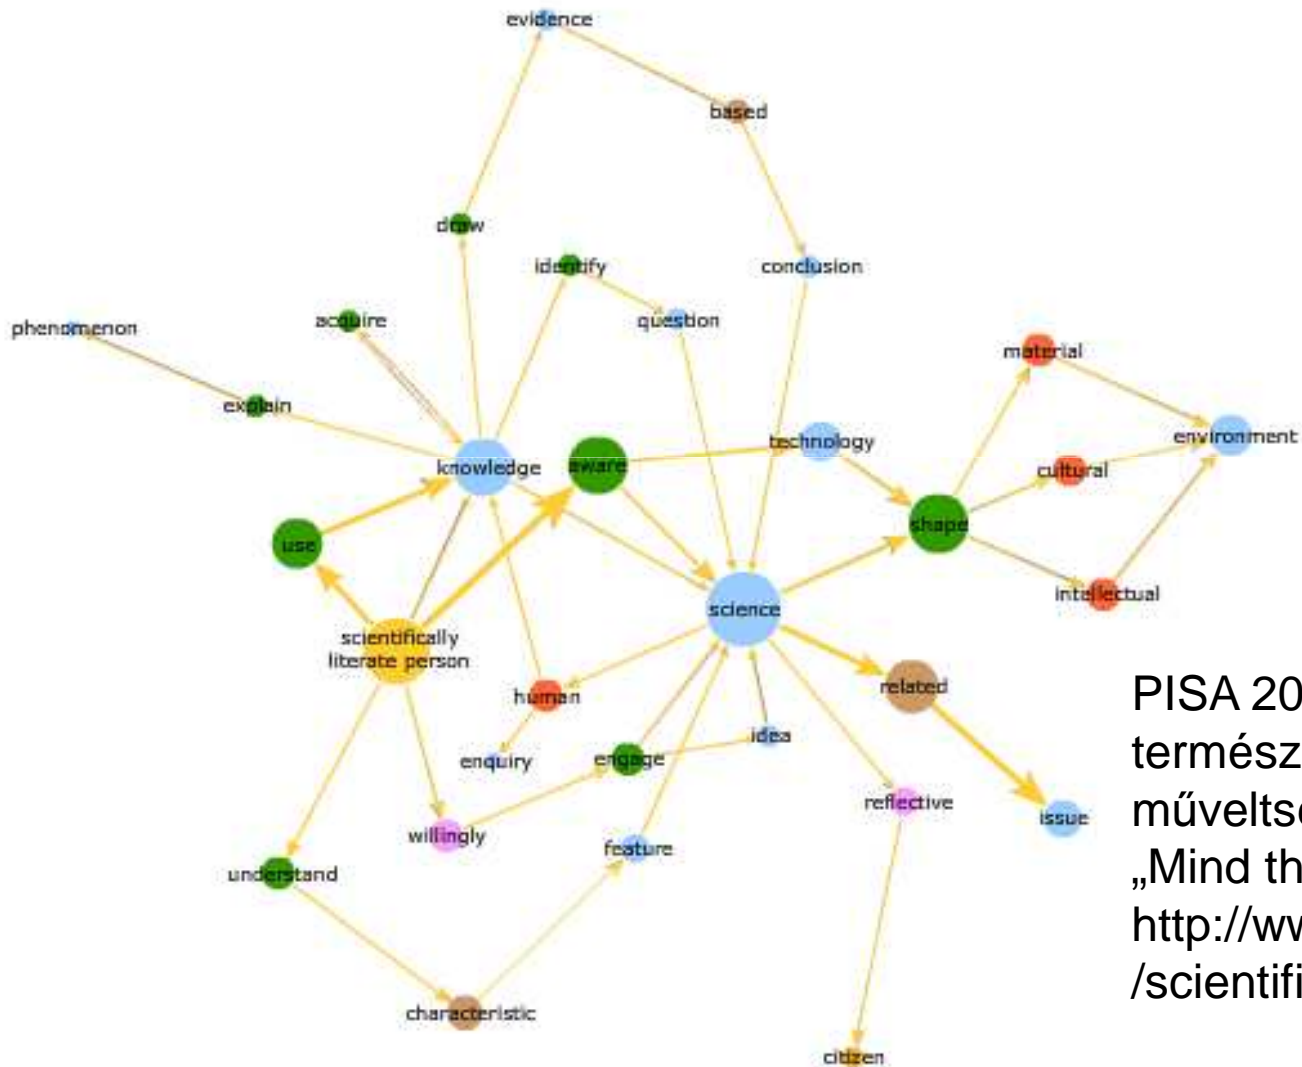 evidence
based
draw
identify
conclusion
phenomenon
acquire
question
material
explain
knowledge
aware
technology
cultural
environment
use
shape
science
intellectual
scientifically
literate person
human
related
enquiry
engage
idea
willingly
feature
reflective
issue
understand
characteristic
citizen
PISA 20
termész
műveltsé
„Mind th
http://ww
/scientifi